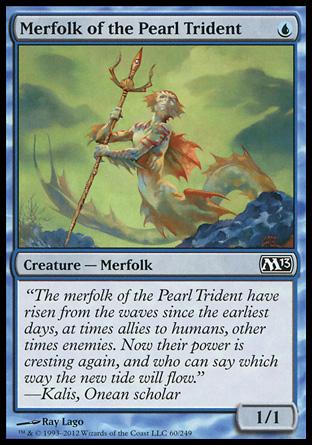 Merfolk of the Pearl Trident
Creature — Merfolk
M13
“The merfolk of the Pearl Trident have
risen from the waves since the earliest
days, at times allies to humans, other
times enemies. Now their power is
cresting again, and who can say which
way the new tide will flow.”
—Kalis, Onean scholar
Ray Lago
™ & © 1993–2012 Wizards of the Coast LLC 60/249
1/1